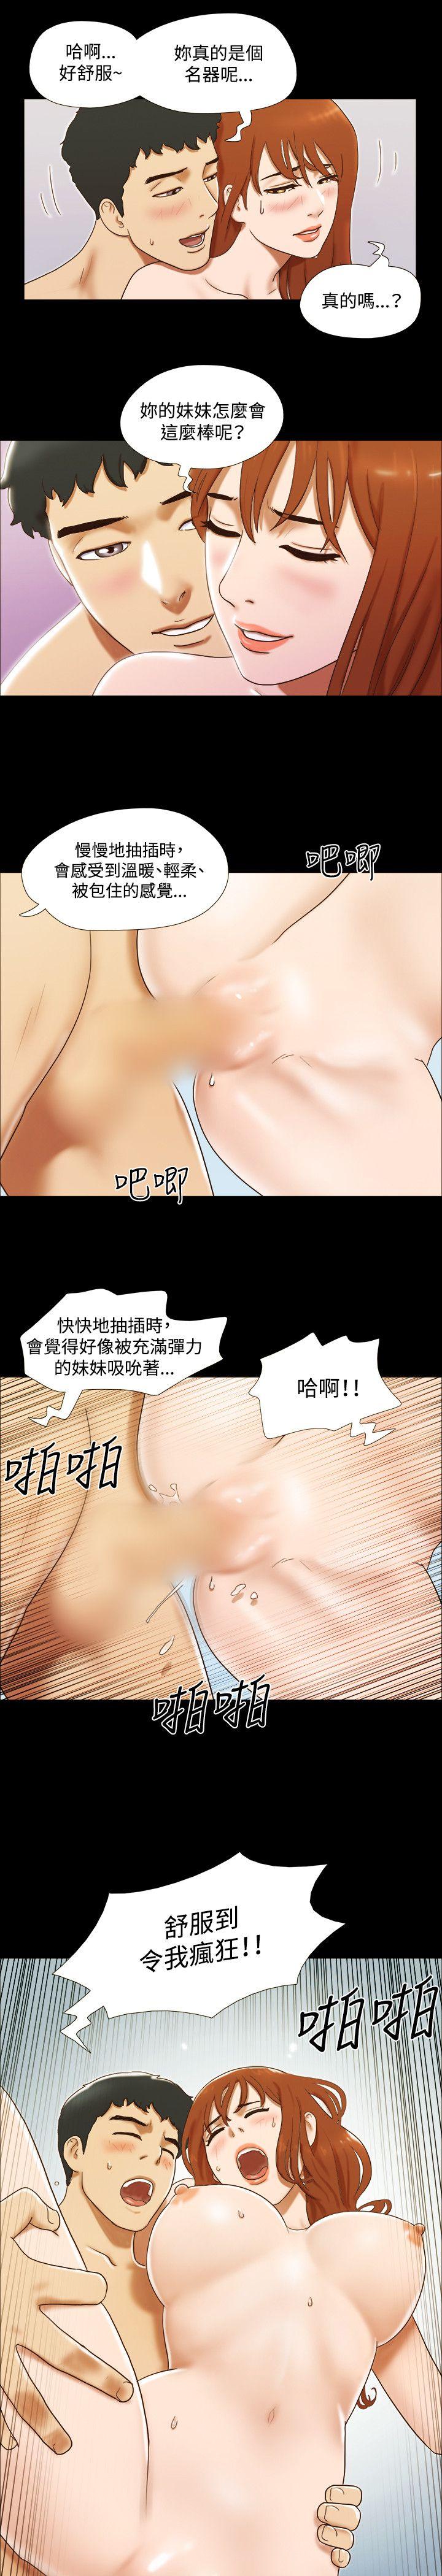 哈啊...
好舒服~
妳真的是個
名器呢...
真的嗎...?
妳的妹妹怎麼會
這麼棒呢?
慢慢地抽插時,
會感受到溫暖、輕柔、
被包住的感覺...
吧唧
吧唧
快快地抽插時,
會覺得好像被充滿彈力
的妹妹吸吮著...
哈啊!!
啪啪
啪啪
舒服到
令我瘋狂!!
啪啪